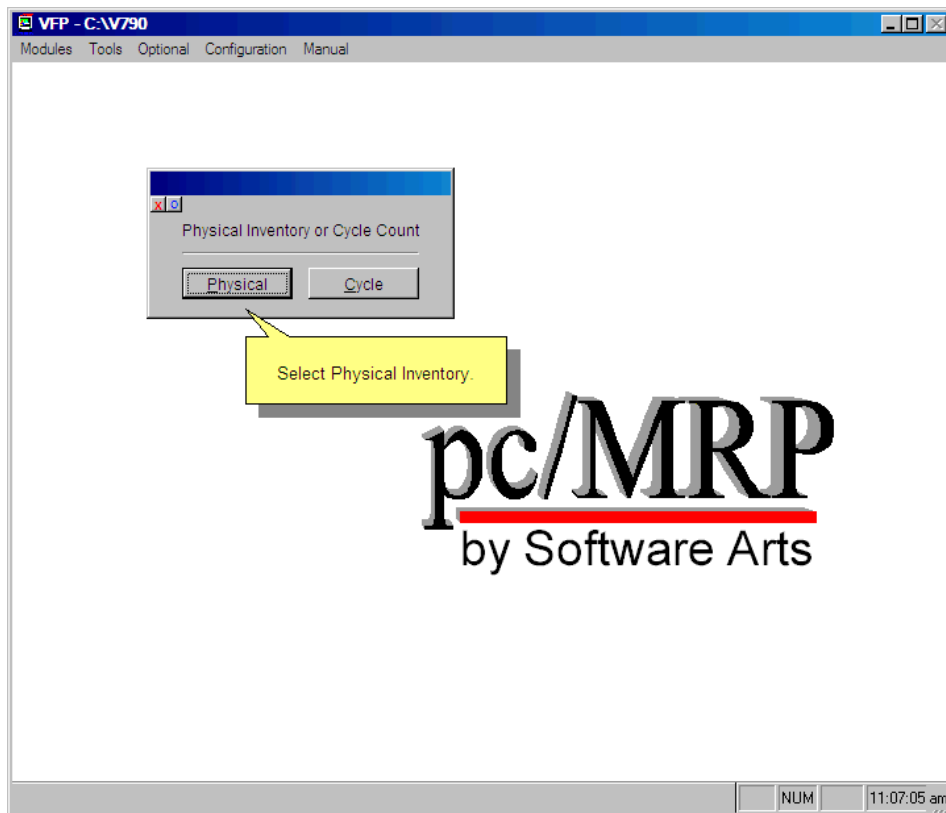 VFP - C:\V790
Modules Tools Optional Configuration Manual
x o
Physical Inventory or Cycle Count
Physical Cycle
Select Physical Inventory.
pc/MRP
by Software Arts
NUM 11:07:05 am